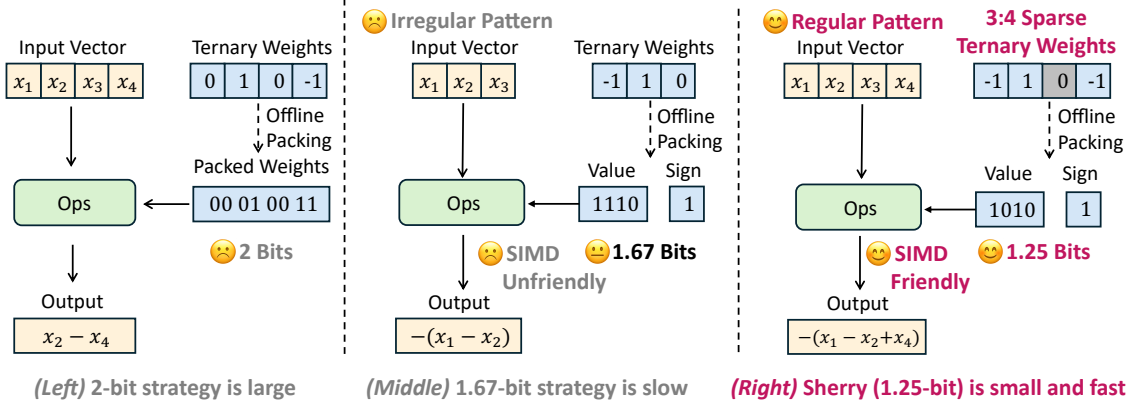 Input Vector
x₁ x₂ x₃ x₄
Ternary Weights
0 1 0 -1
Offline
Packing
Packed Weights
00 01 00 11
Ops
2 Bits
Output
x₂ − x₄
(Left) 2-bit strategy is large
Irregular Pattern
Input Vector
x₁ x₂ x₃
Ternary Weights
-1 1 0
Offline
Packing
Value Sign
1110 1
Ops
SIMD
Unfriendly
1.67 Bits
Output
−(x₁ − x₂)
(Middle) 1.67-bit strategy is slow
Regular Pattern
Input Vector
x₁ x₂ x₃ x₄
3:4 Sparse
Ternary Weights
-1 1 0 -1
Offline
Packing
Value Sign
1010 1
Ops
SIMD
Friendly
1.25 Bits
Output
−(x₁ − x₂+x₄)
(Right) Sherry (1.25-bit) is small and fast